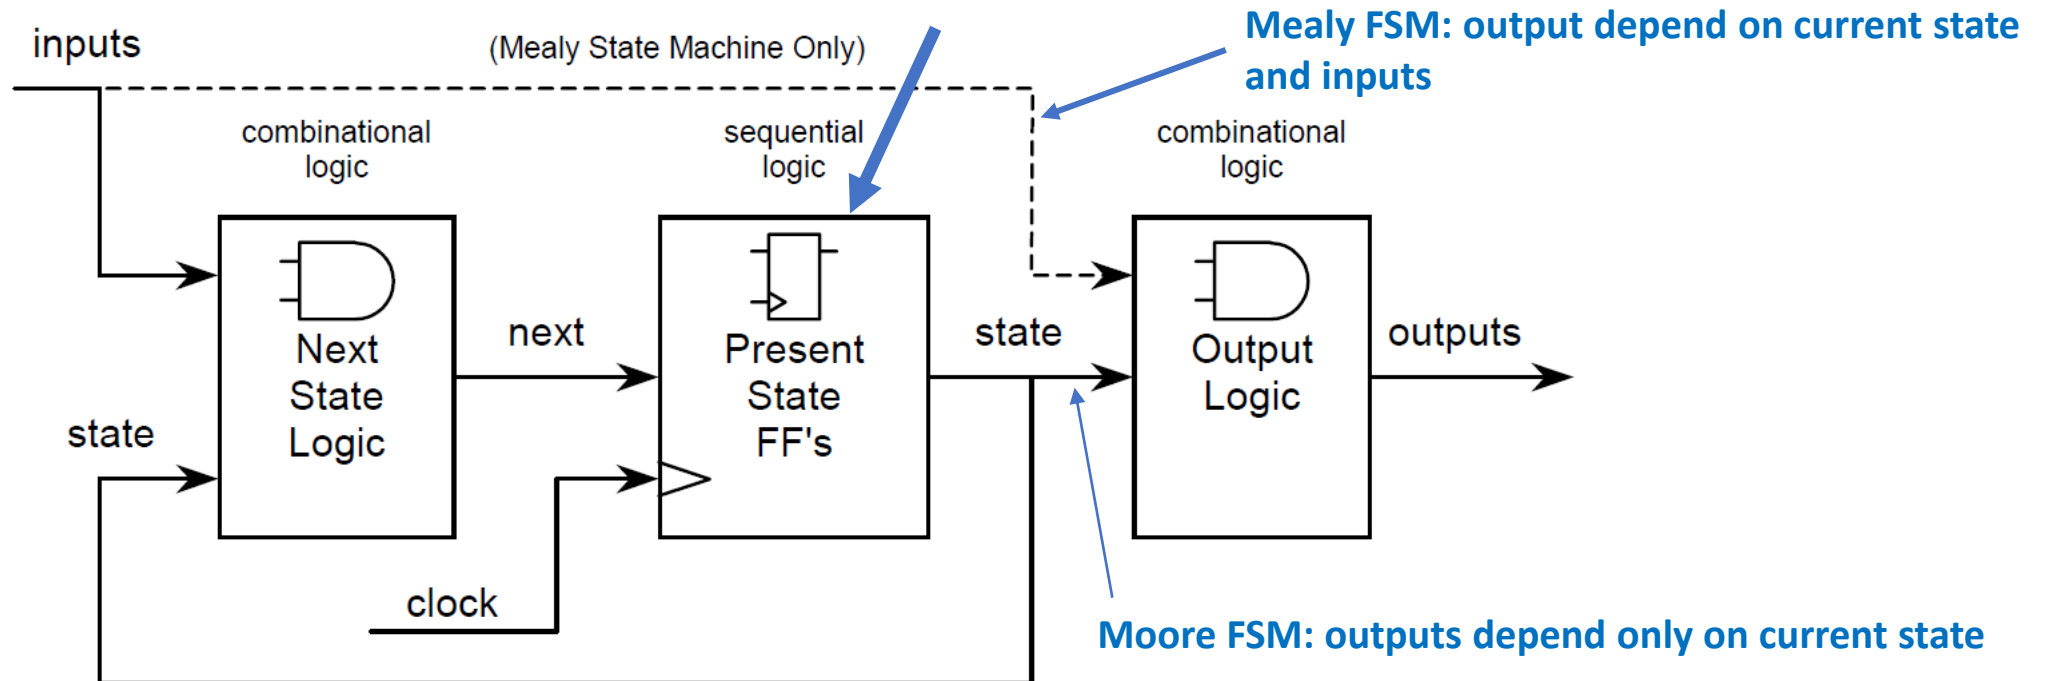 inputs
(Mealy State Machine Only)
Mealy FSM: output depend on current state
and inputs
combinational
logic
sequential
logic
combinational
logic
Next
State
Logic
next
Present
State
FF's
state
Output
Logic
outputs
state
clock
Moore FSM: outputs depend only on current state